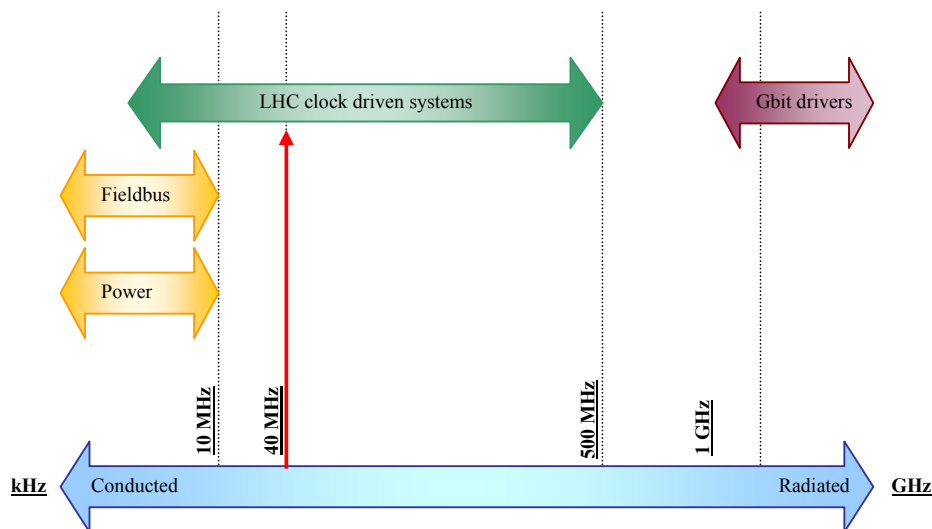 LHC clock driven systems
Gbit drivers
Fieldbus
Power
10 MHz
40 MHz
500 MHz
1 GHz
kHz
Conducted
Radiated
GHz